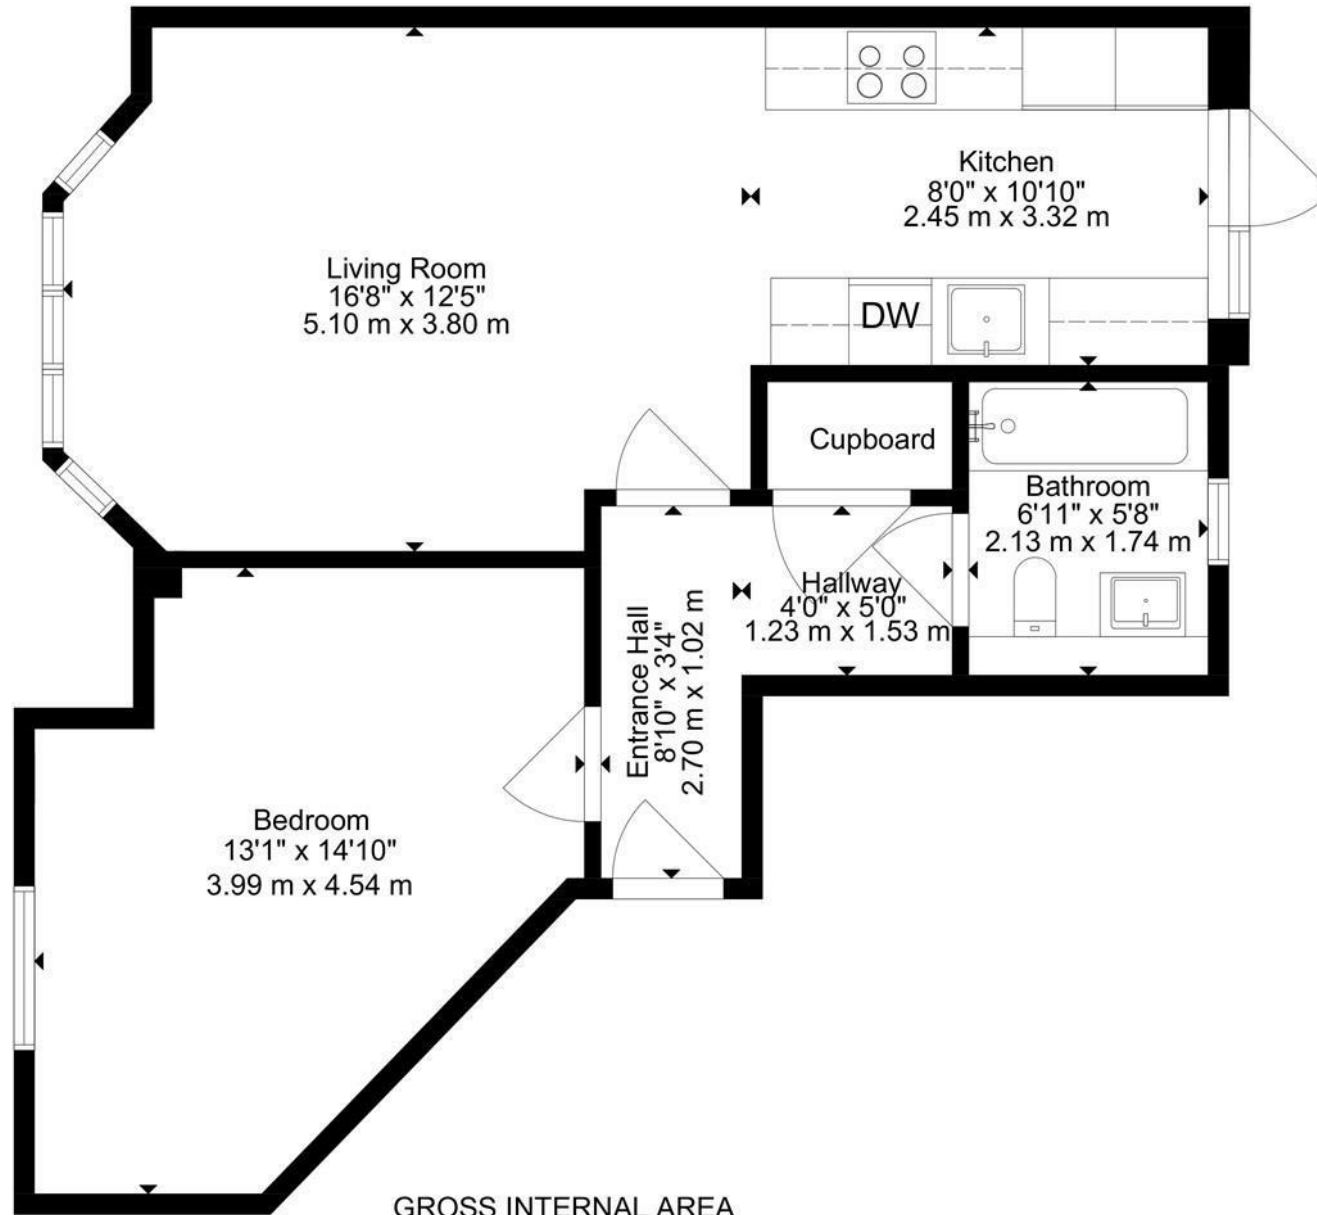 Kitchen
8'0" x 10'10"
2.45 m x 3.32 m
Living Room
16'8" x 12'5"
5.10 m x 3.80 m
DW
Cupboard
Bathroom
6'11" x 5'8"
2.13 m x 1.74 m
Hallway
4'0" x 5'0"
1.23 m x 1.53 m
Entrance Hall
8'10" x 3'4"
2.70 m x 1.02 m
Bedroom
13'1" x 14'10"
3.99 m x 4.54 m
GROSS INTERNAL AREA